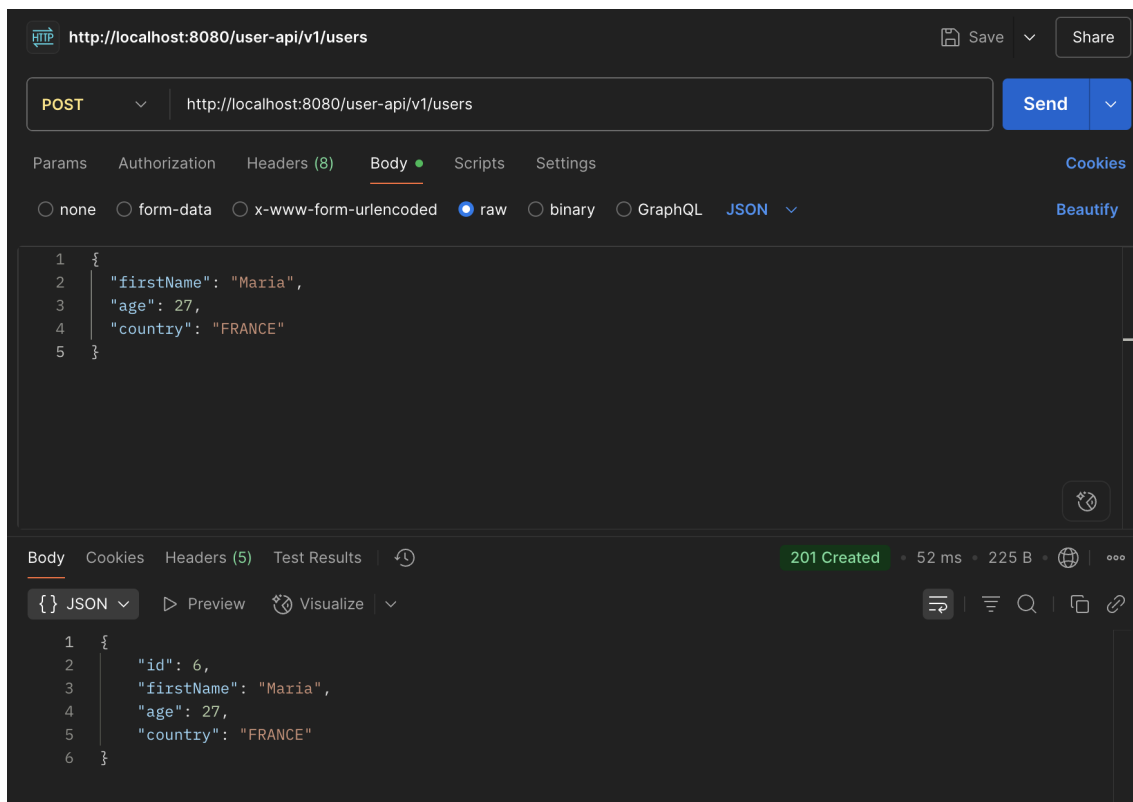 HTTP http://localhost:8080/user-api/v1/users Save Share
POST http://localhost:8080/user-api/v1/users Send
Params Authorization Headers (8) Body Scripts Settings Cookies
none form-data x-www-form-urlencoded raw binary GraphQL JSON Beautify
1 {
2 "firstName": "Maria",
3 "age": 27,
4 "country": "FRANCE"
5 }
Body Cookies Headers (5) Test Results 201 Created • 52 ms • 225 B •
{} JSON Preview Visualize
1 {
2 "id": 6,
3 "firstName": "Maria",
4 "age": 27,
5 "country": "FRANCE"
6 }